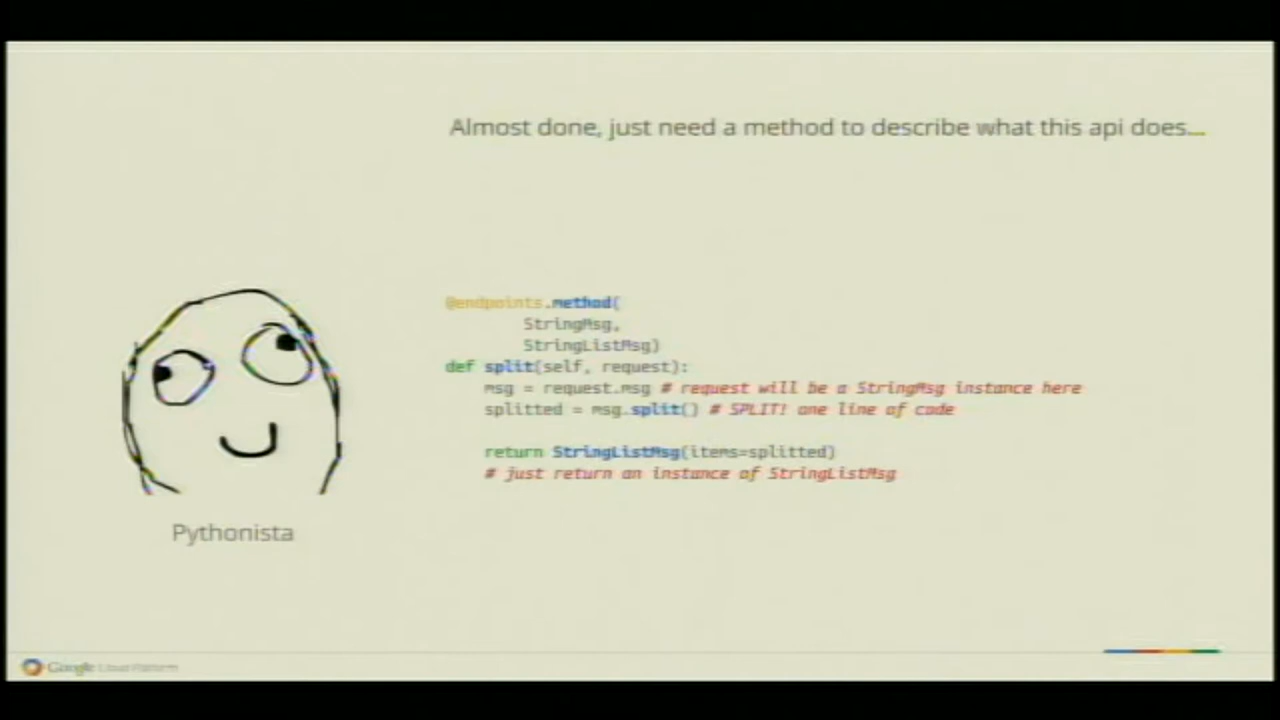 Almost done, just need a method to describe what this api does...
@endpoints.method(
StringMsg,
StringListMsg)
def split(self, request):
msg = request.msg # request will be a StringMsg instance here
splitted = msg.split() # SPLIT! one line of code
return StringListMsg(items=splitted)
# just return an instance of StringListMsg
Pythonista
Google Cloud Platform